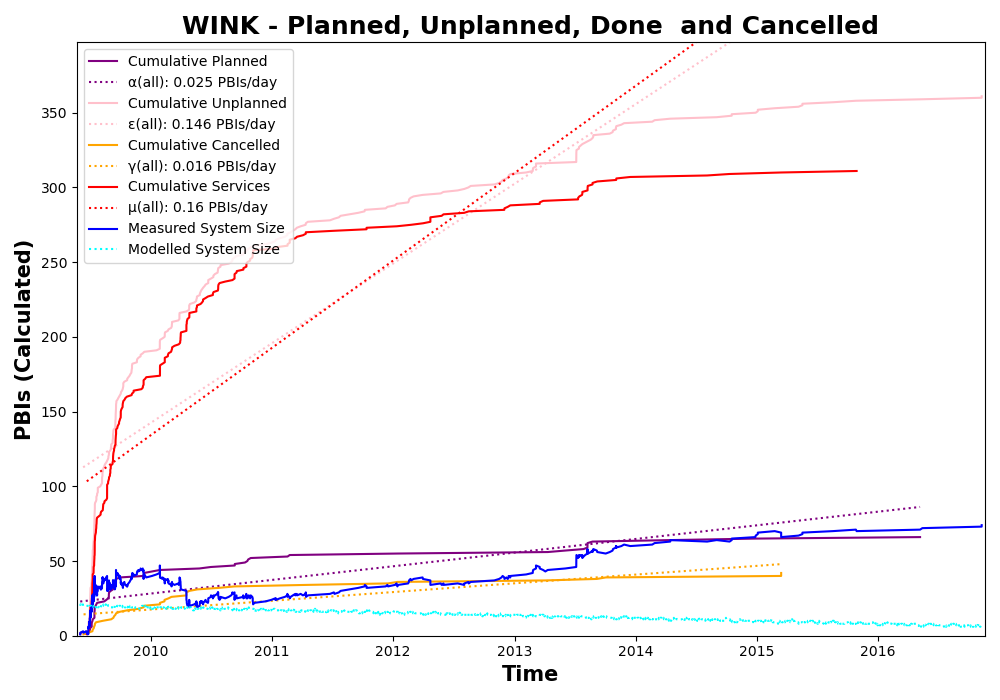 WINK - Planned, Unplanned, Done  and Cancelled
Cumulative Planned
α(all): 0.025 PBIs/day
Cumulative Unplanned
ε(all): 0.146 PBIs/day
Cumulative Cancelled
γ(all): 0.016 PBIs/day
Cumulative Services
μ(all): 0.16 PBIs/day
Measured System Size
Modelled System Size
PBIs (Calculated)
350
300
250
200
150
100
50
0
2010 2011 2012 2013 2014 2015 2016
Time